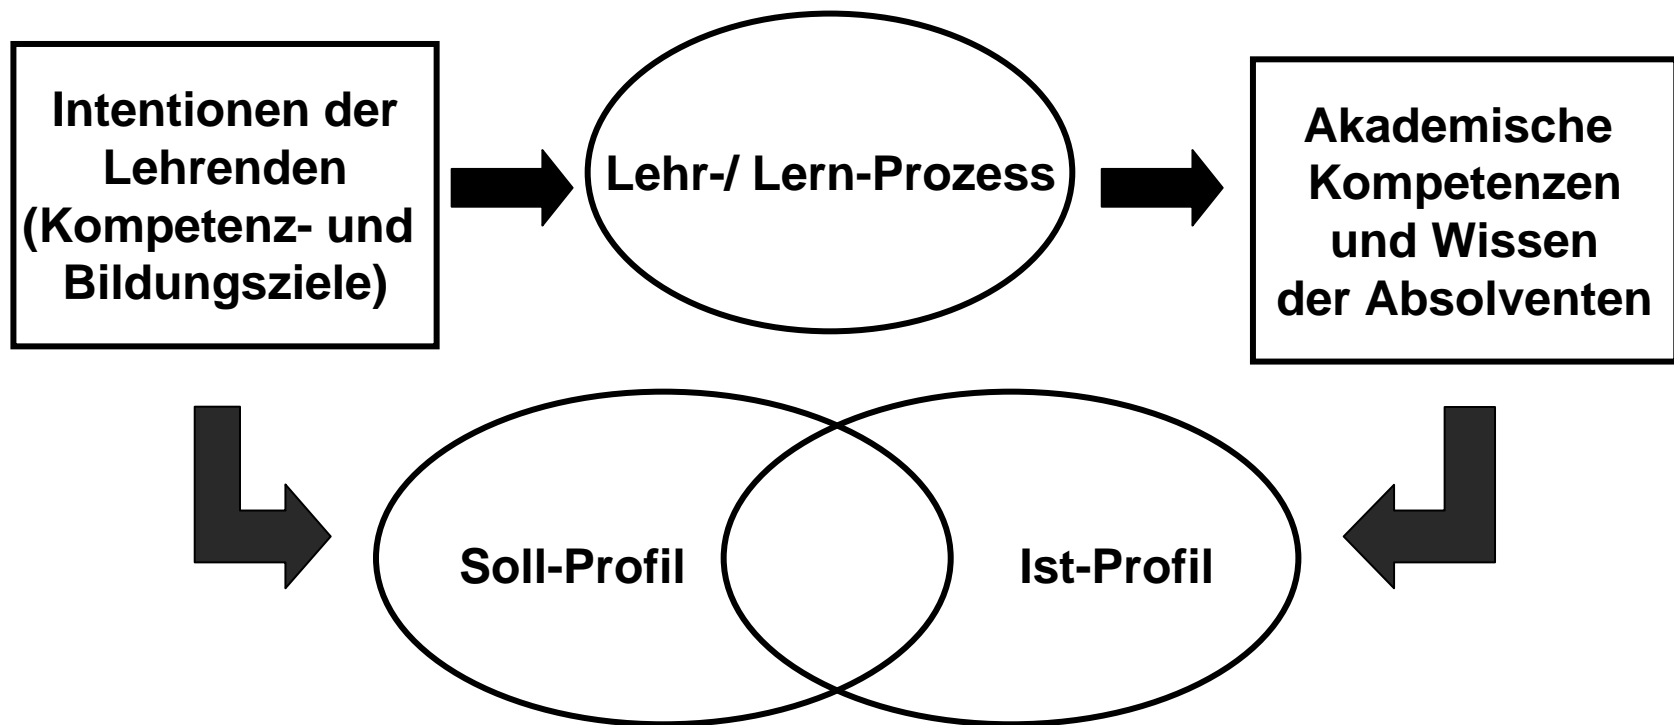 Intentionen der
Lehrenden
(Kompetenz- und
Bildungsziele)
Lehr-/ Lern-Prozess
Akademische
Kompetenzen
und Wissen
der Absolventen
Soll-Profil
Ist-Profil